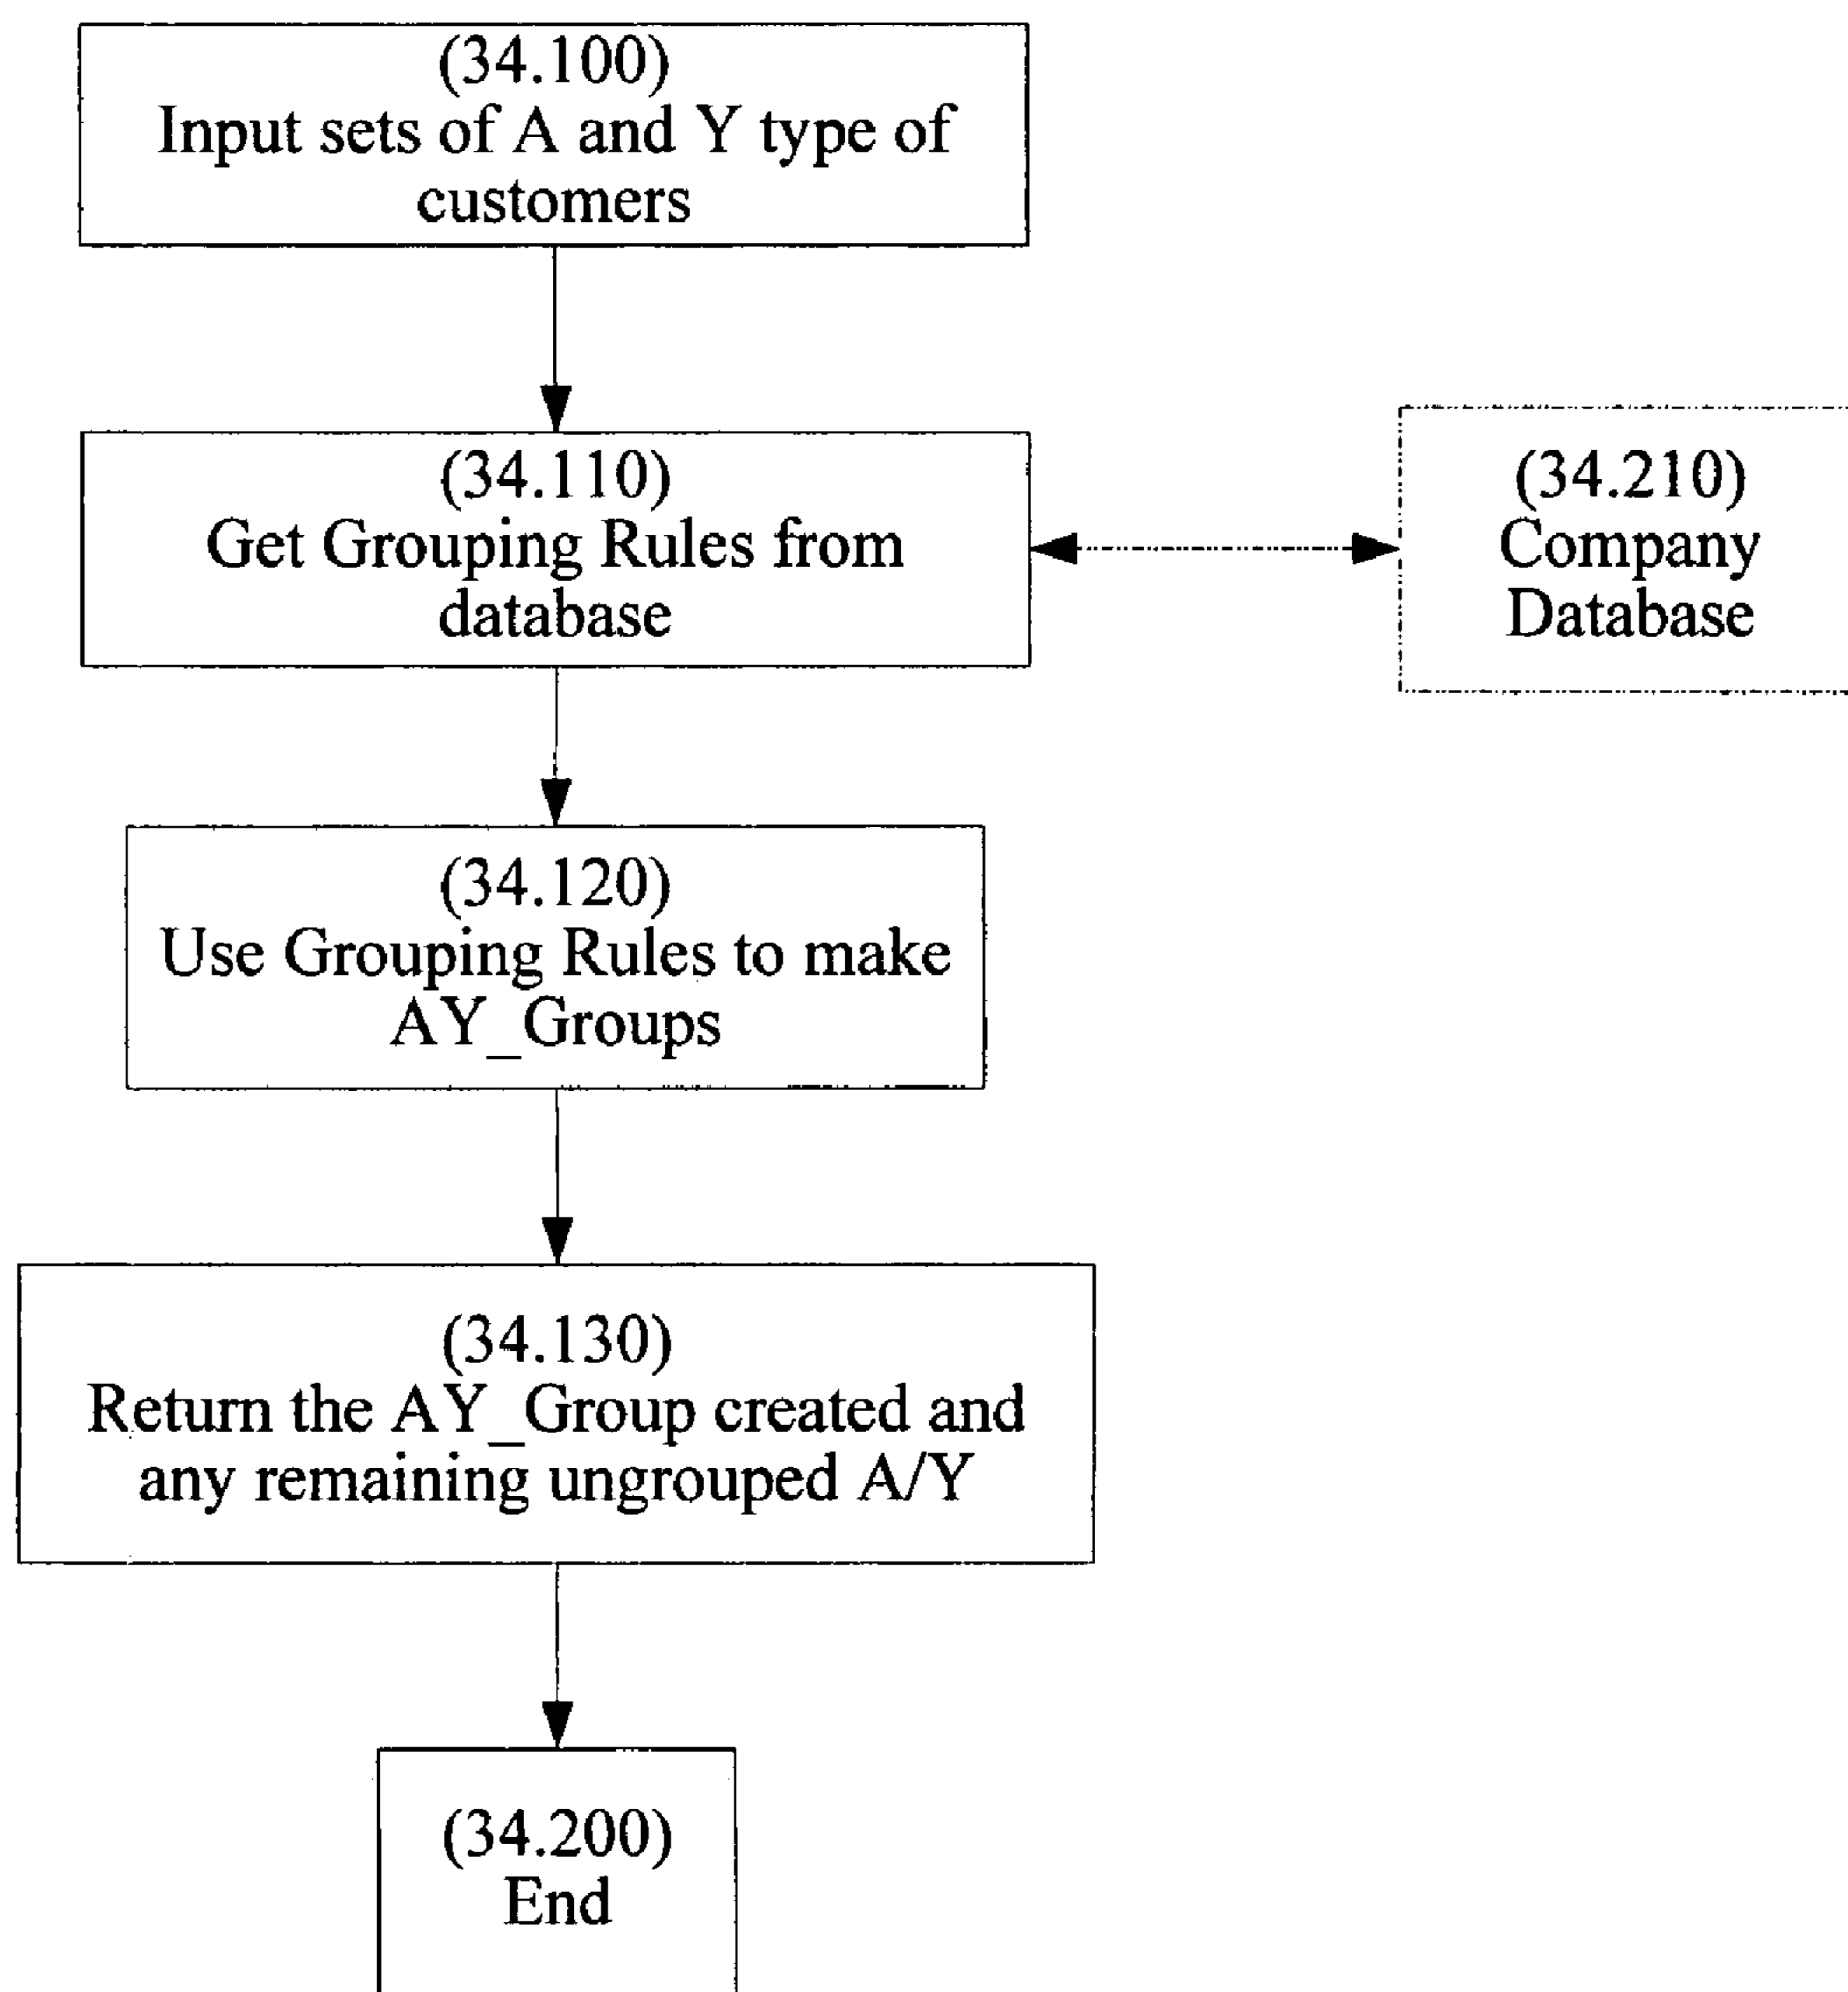 (34.100)
Input sets of A and Y type of
customers
(34.110)
Get Grouping Rules from
database
(34.210)
Company
Database
(34.120)
Use Grouping Rules to make
AY_Groups
(34.130)
Return the AY_Group created and
any remaining ungrouped A/Y
(34.200)
End